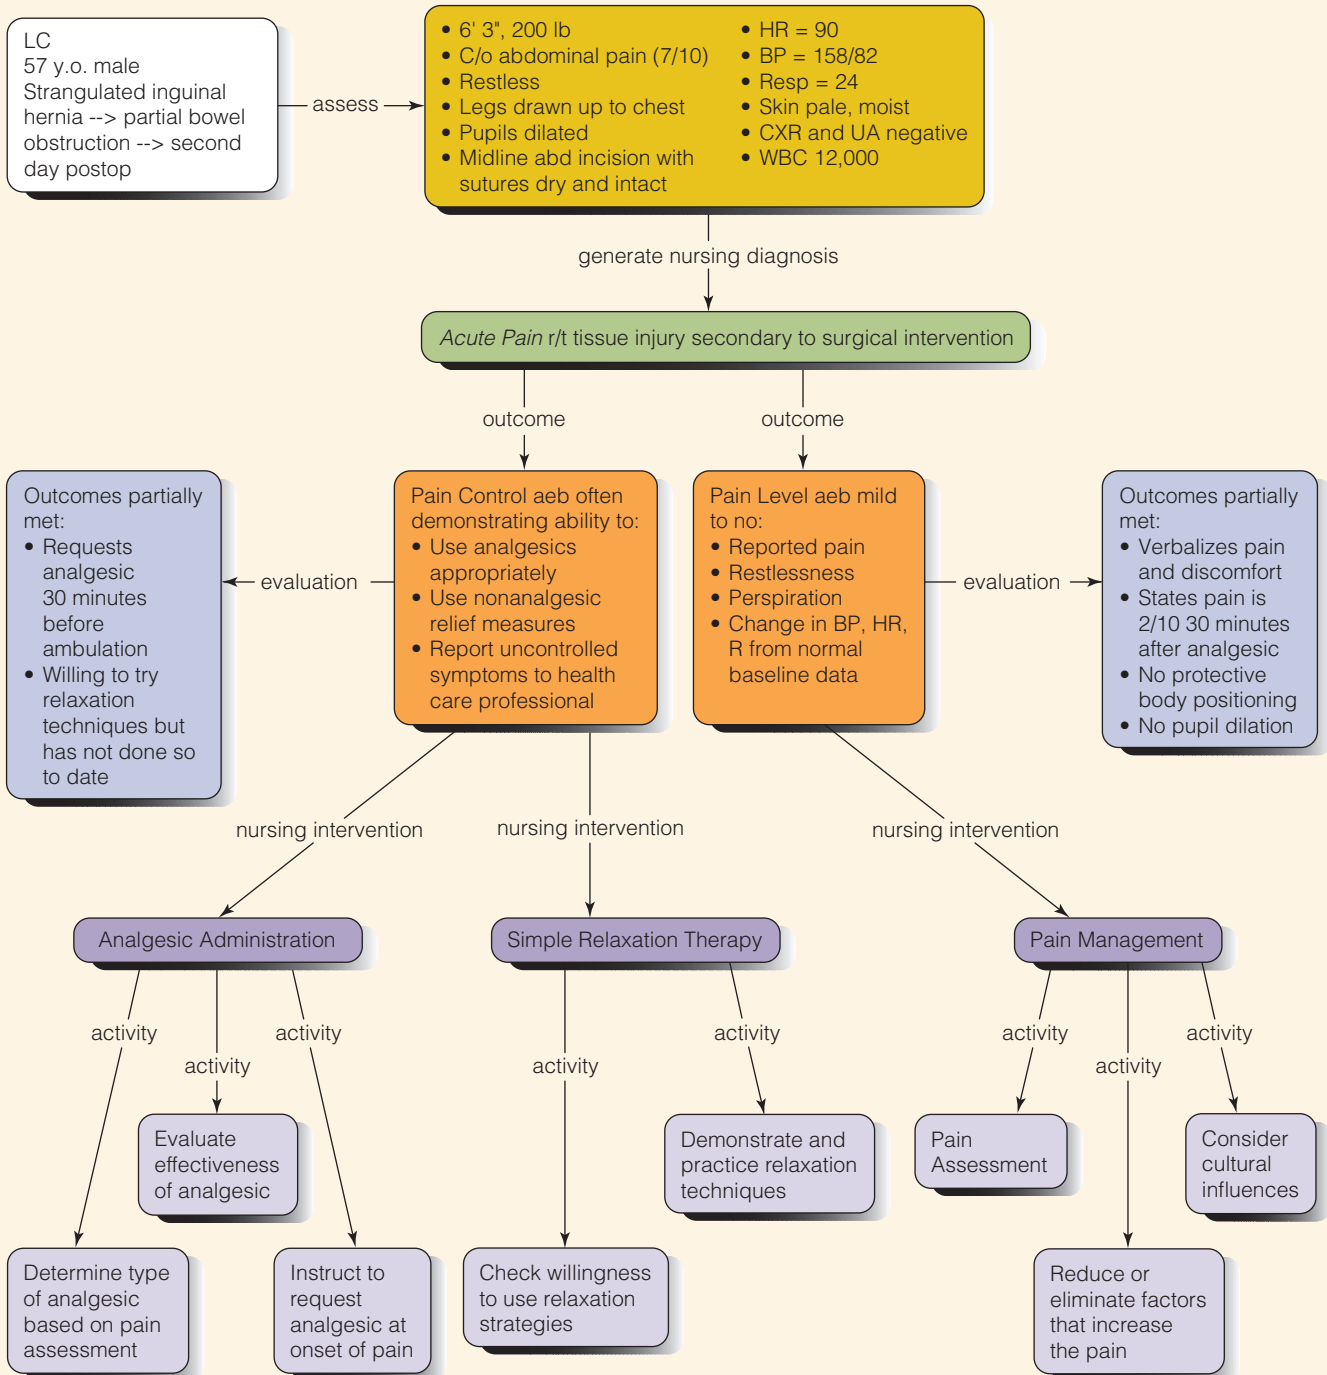 LC
57 y.o. male
Strangulated inguinal
hernia --> partial bowel
obstruction --> second
day postop
assess
• 6' 3", 200 lb
• C/o abdominal pain (7/10)
• Restless
• Legs drawn up to chest
• Pupils dilated
• Midline abd incision with
sutures dry and intact
• HR = 90
• BP = 158/82
• Resp = 24
• Skin pale, moist
• CXR and UA negative
• WBC 12,000
generate nursing diagnosis
Acute Pain r/t tissue injury secondary to surgical intervention
outcome
outcome
Outcomes partially
met:
• Requests
analgesic
30 minutes
before
ambulation
• Willing to try
relaxation
techniques but
has not done so
to date
evaluation
Pain Control aeb often
demonstrating ability to:
• Use analgesics
appropriately
• Use nonanalgesic
relief measures
• Report uncontrolled
symptoms to health
care professional
Pain Level aeb mild
to no:
• Reported pain
• Restlessness
• Perspiration
• Change in BP, HR,
R from normal
baseline data
evaluation
Outcomes partially
met:
• Verbalizes pain
and discomfort
• States pain is
2/10 30 minutes
after analgesic
• No protective
body positioning
• No pupil dilation
nursing intervention
nursing intervention
nursing intervention
Analgesic Administration
Simple Relaxation Therapy
Pain Management
activity
activity
activity
activity
activity
activity
activity
activity
Evaluate
effectiveness
of analgesic
Demonstrate and
practice relaxation
techniques
Pain
Assessment
Consider
cultural
influences
Determine type
of analgesic
based on pain
assessment
Instruct to
request
analgesic at
onset of pain
Check willingness
to use relaxation
strategies
Reduce or
eliminate factors
that increase
the pain